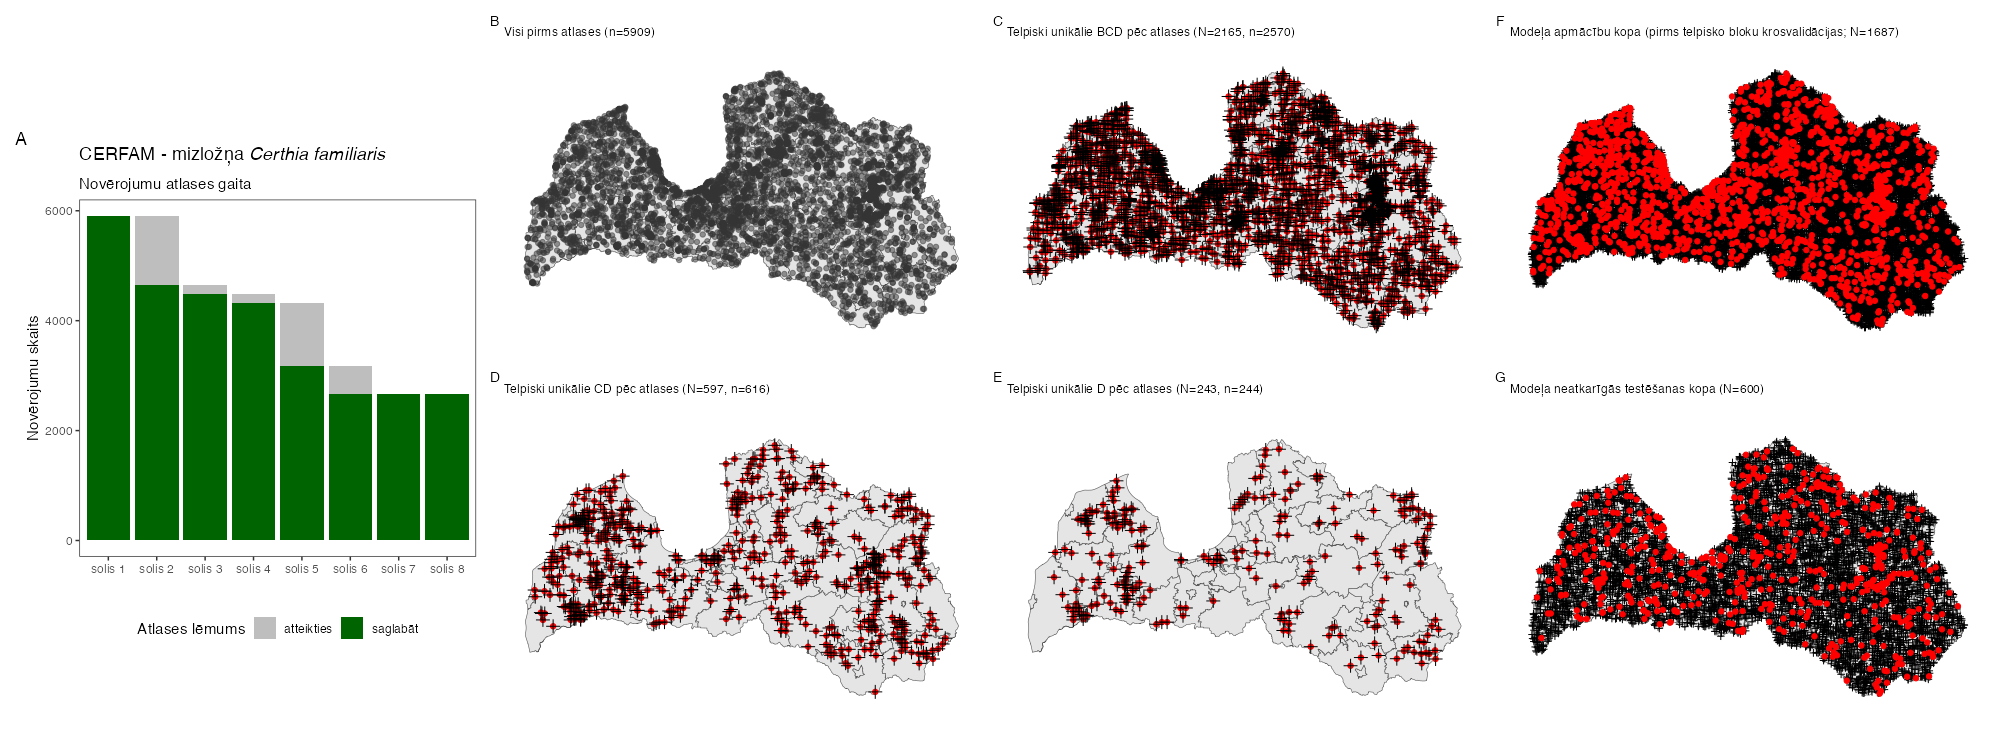 A
CERFAM - mizložņa Certhia familiaris
Novērojumu atlases gaita
Novērojumu skaits
6000
4000
2000
0
solis 1
solis 2
solis 3
solis 4
solis 5
solis 6
solis 7
solis 8
Atlases lēmums
atteikties
saglabāt
B
Visi pirms atlases (n=5909)
C
Telpiski unikālie BCD pēc atlases (N=2165, n=2570)
F
Modeļa apmācību kopa (pirms telpisko bloku krosvalidācijas; N=1687)
D
Telpiski unikālie CD pēc atlases (N=597, n=616)
E
Telpiski unikālie D pēc atlases (N=243, n=244)
G
Modeļa neatkarīgās testēšanas kopa (N=600)